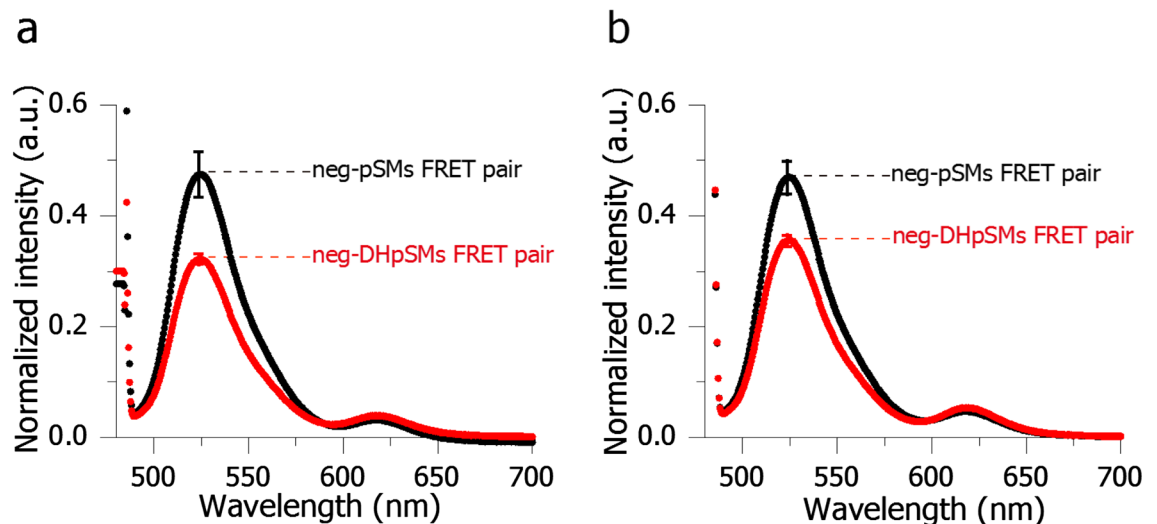 a
Normalized intensity (a.u.)
0.6
0.4
0.2
0.0
neg-pSMs FRET pair
neg-DHpSMs FRET pair
500 550 600 650 700
Wavelength (nm)
b
Normalized intensity (a.u.)
0.6
0.4
0.2
0.0
neg-pSMs FRET pair
neg-DHpSMs FRET pair
500 550 600 650 700
Wavelength (nm)